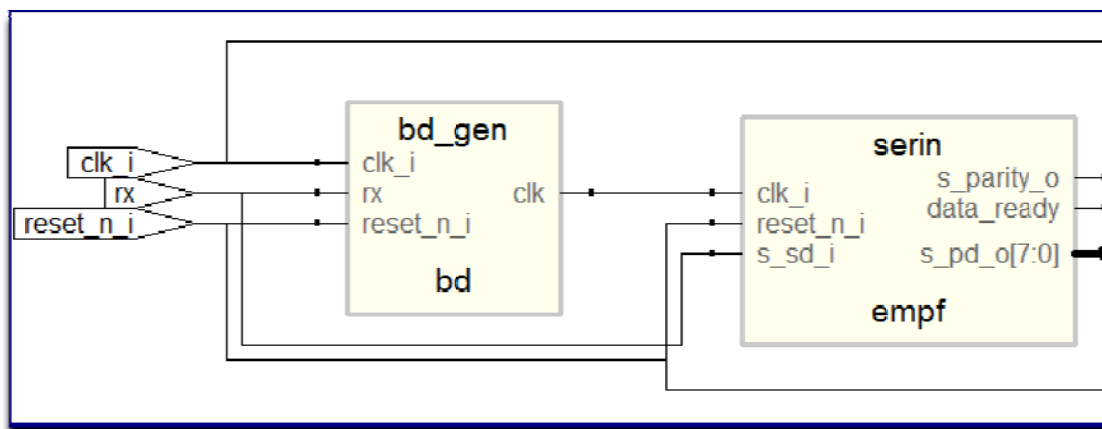 clk_i
rx
reset_n_i
bd_gen
clk_i
rx
clk
reset_n_i
bd
serin
s_parity_o
clk_i
data_ready
reset_n_i
s_sd_i
s_pd_o[7:0]
empf